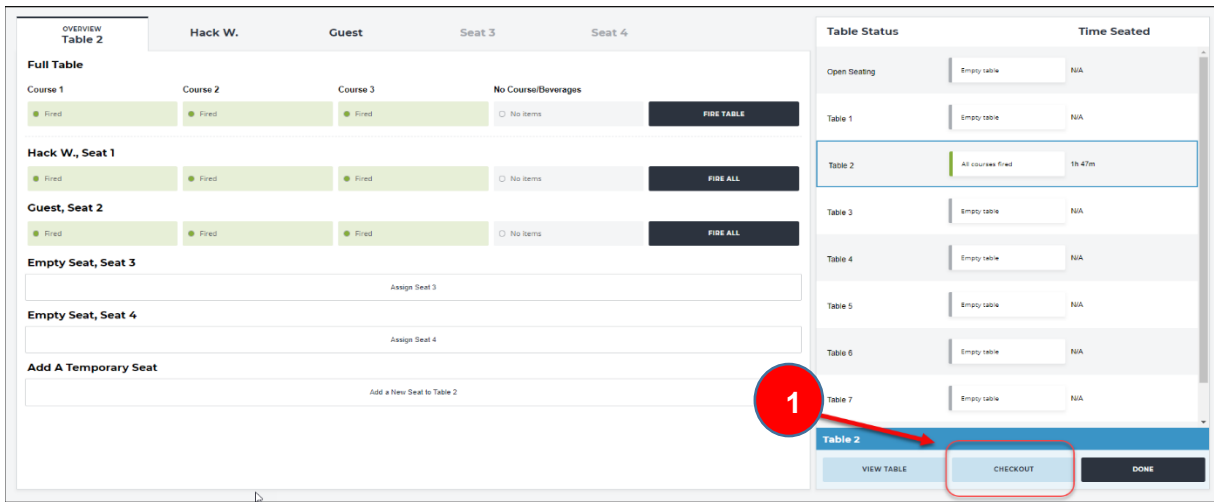 OVERVIEW
Table 2
Hack W.
Guest
Seat 3
Seat 4
Full Table
Course 1
Course 2
Course 3
No Course/Beverages
Fired
Fired
Fired
No items
FIRE TABLE
Hack W., Seat 1
Fired
Fired
Fired
No items
FIRE ALL
Guest, Seat 2
Fired
Fired
Fired
No items
FIRE ALL
Empty Seat, Seat 3
Assign Seat 3
Empty Seat, Seat 4
Assign Seat 4
Add A Temporary Seat
Add a New Seat to Table 2
Table Status
Time Seated
Open Seating
Empty table
N/A
Table 1
Empty table
N/A
Table 2
All courses fired
1h 47m
Table 3
Empty table
N/A
Table 4
Empty table
N/A
Table 5
Empty table
N/A
Table 6
Empty table
N/A
1
Table 7
Empty table
N/A
Table 2
VIEW TABLE
CHECKOUT
DONE